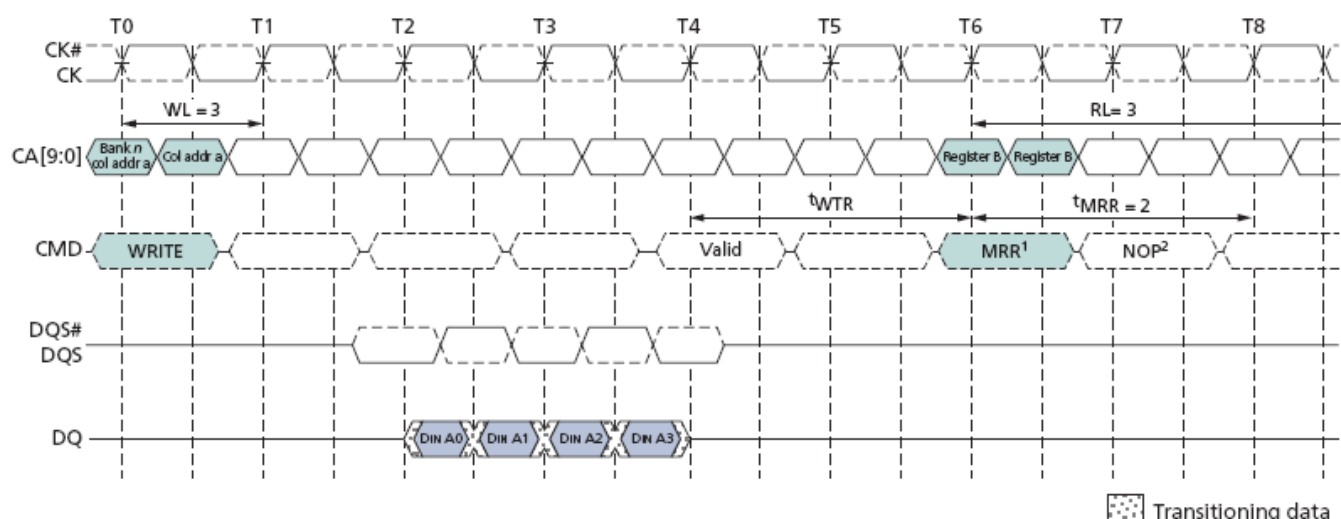 T0 T1 T2 T3 T4 T5 T6 T7 T8
CK#
CK
WL = 3 RL= 3
CA[9:0] Bank n col addr a Col addr a Register B Register B
tWTR tMRR = 2
CMD WRITE Valid MRR1 NOP2
DQS#
DQS
DQ DIN A0 DIN A1 DIN A2 DIN A3
Transitioning data